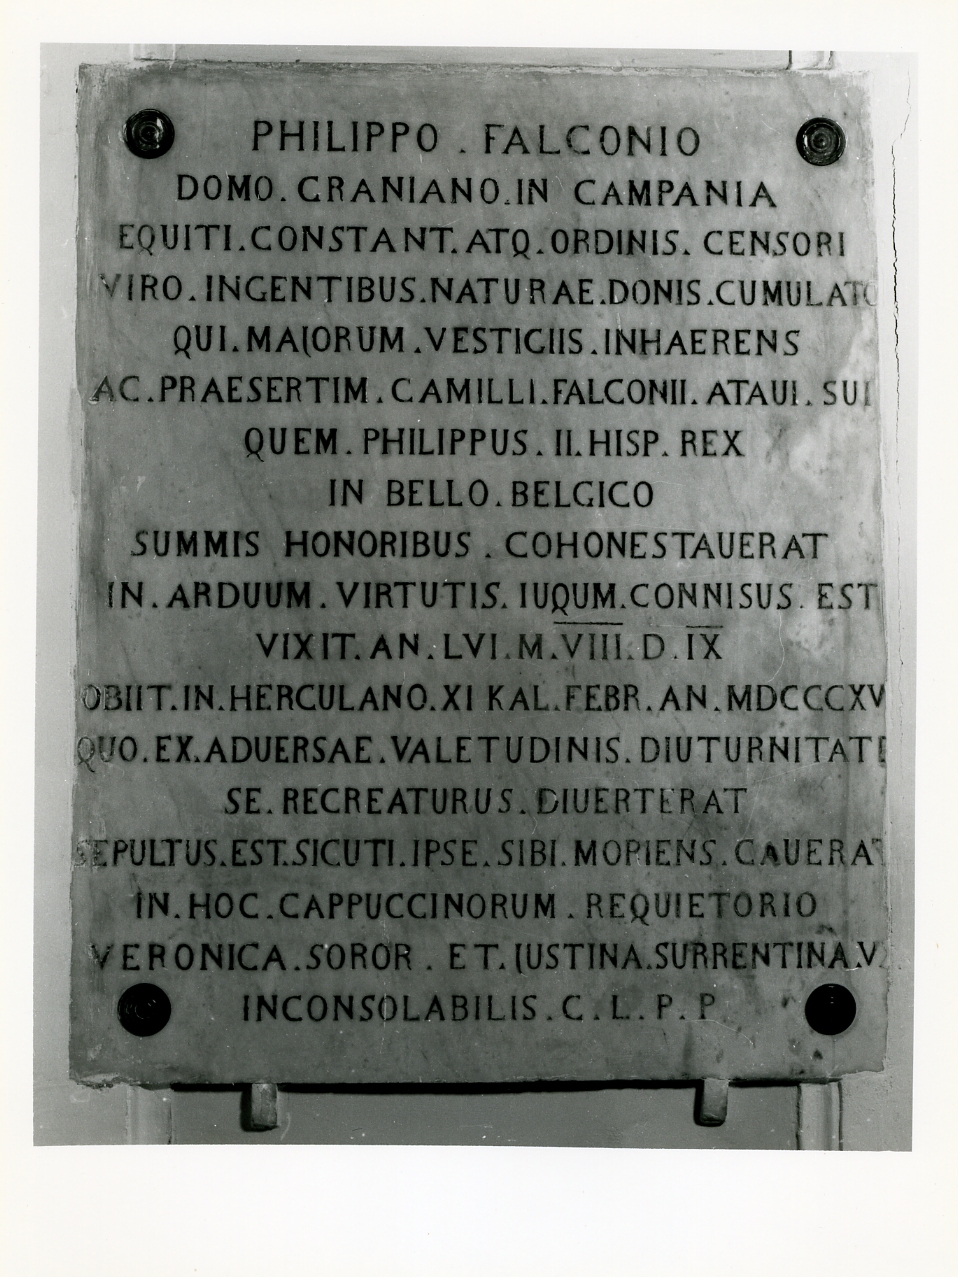 PHILIPPO . FALCONIO
DOMO . CRANIANO . IN CAMPANIA
EQUITI . CONSTANT . ATQ . ORDINIS . CENSORI
VIRO . INGENTIBUS . NATURAE . DONIS . CUMULATO
QUI . MAIORUM . VESTIGIIS . INHAERENS
AC . PRAESERTIM . CAMILLI . FALCONII . ATAUI . SUI
QUEM . PHILIPPUS . II . HISP . REX
IN BELLO . BELGICO
SUMMIS HONORIBUS . COHONESTAUERAT
IN . ARDUUM . VIRTUTIS . IUQUM . CONNISUS . EST
VIXIT . AN . LVI . M . VIII . D . IX
OBIIT . IN . HERCULANO . XI KAL . FEBR . AN . MDCCCXV
QUO . EX . ADUERSAE . VALETUDINIS . DIUTURNITATE
SE . RECREATURUS . DIUERTERAT
SEPULTUS . EST . SICUTI . IPSE . SIBI . MORIENS . CAUERAT
IN . HOC . CAPPUCCINORUM . REQUIETORIO
VERONICA . SOROR . ET . IUSTINA . SURRENTINA . V
INCONSOLABILIS . C . L . P . P